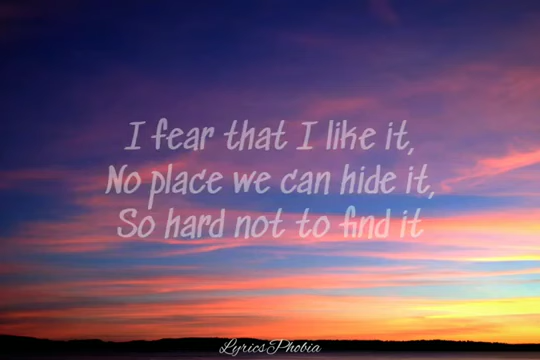 I fear that I like it,
No place we can hide it,
So hard not to find it
LyricsPhobia